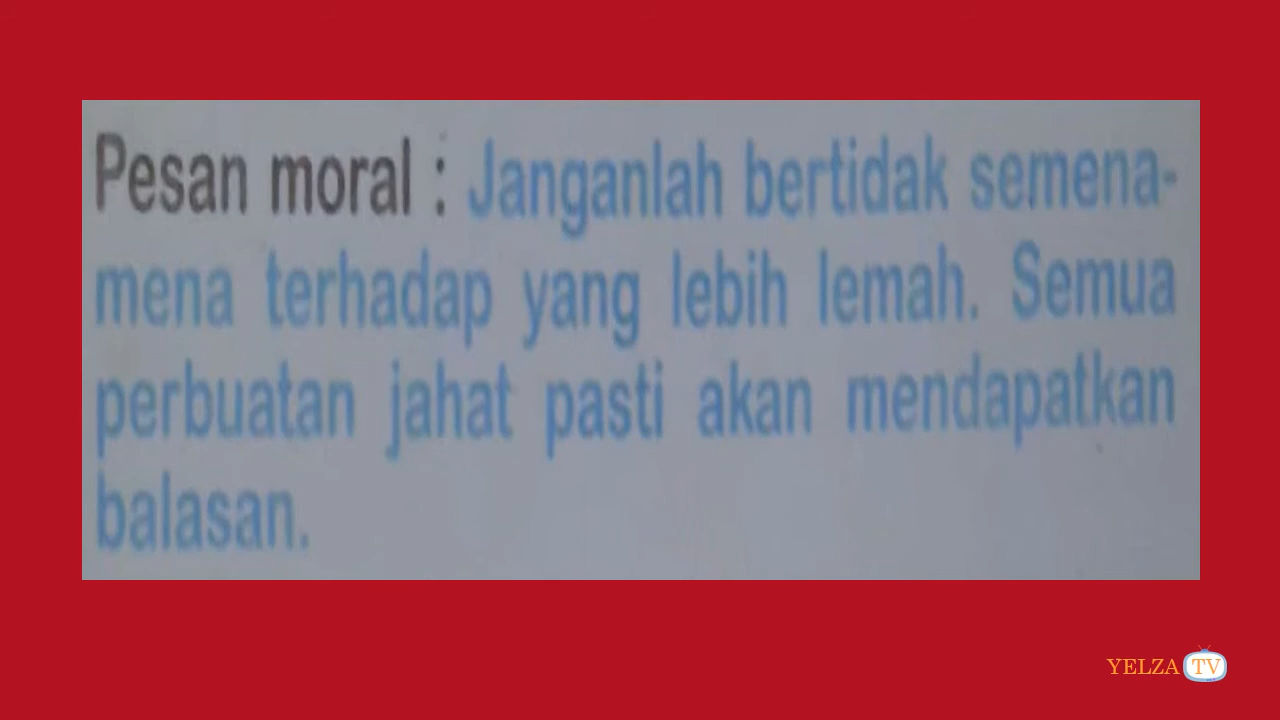 Pesan moral : Janganlah bertidak semena-
mena terhadap yang lebih lemah. Semua
perbuatan jahat pasti akan mendapatkan
balasan.
YELZA TV